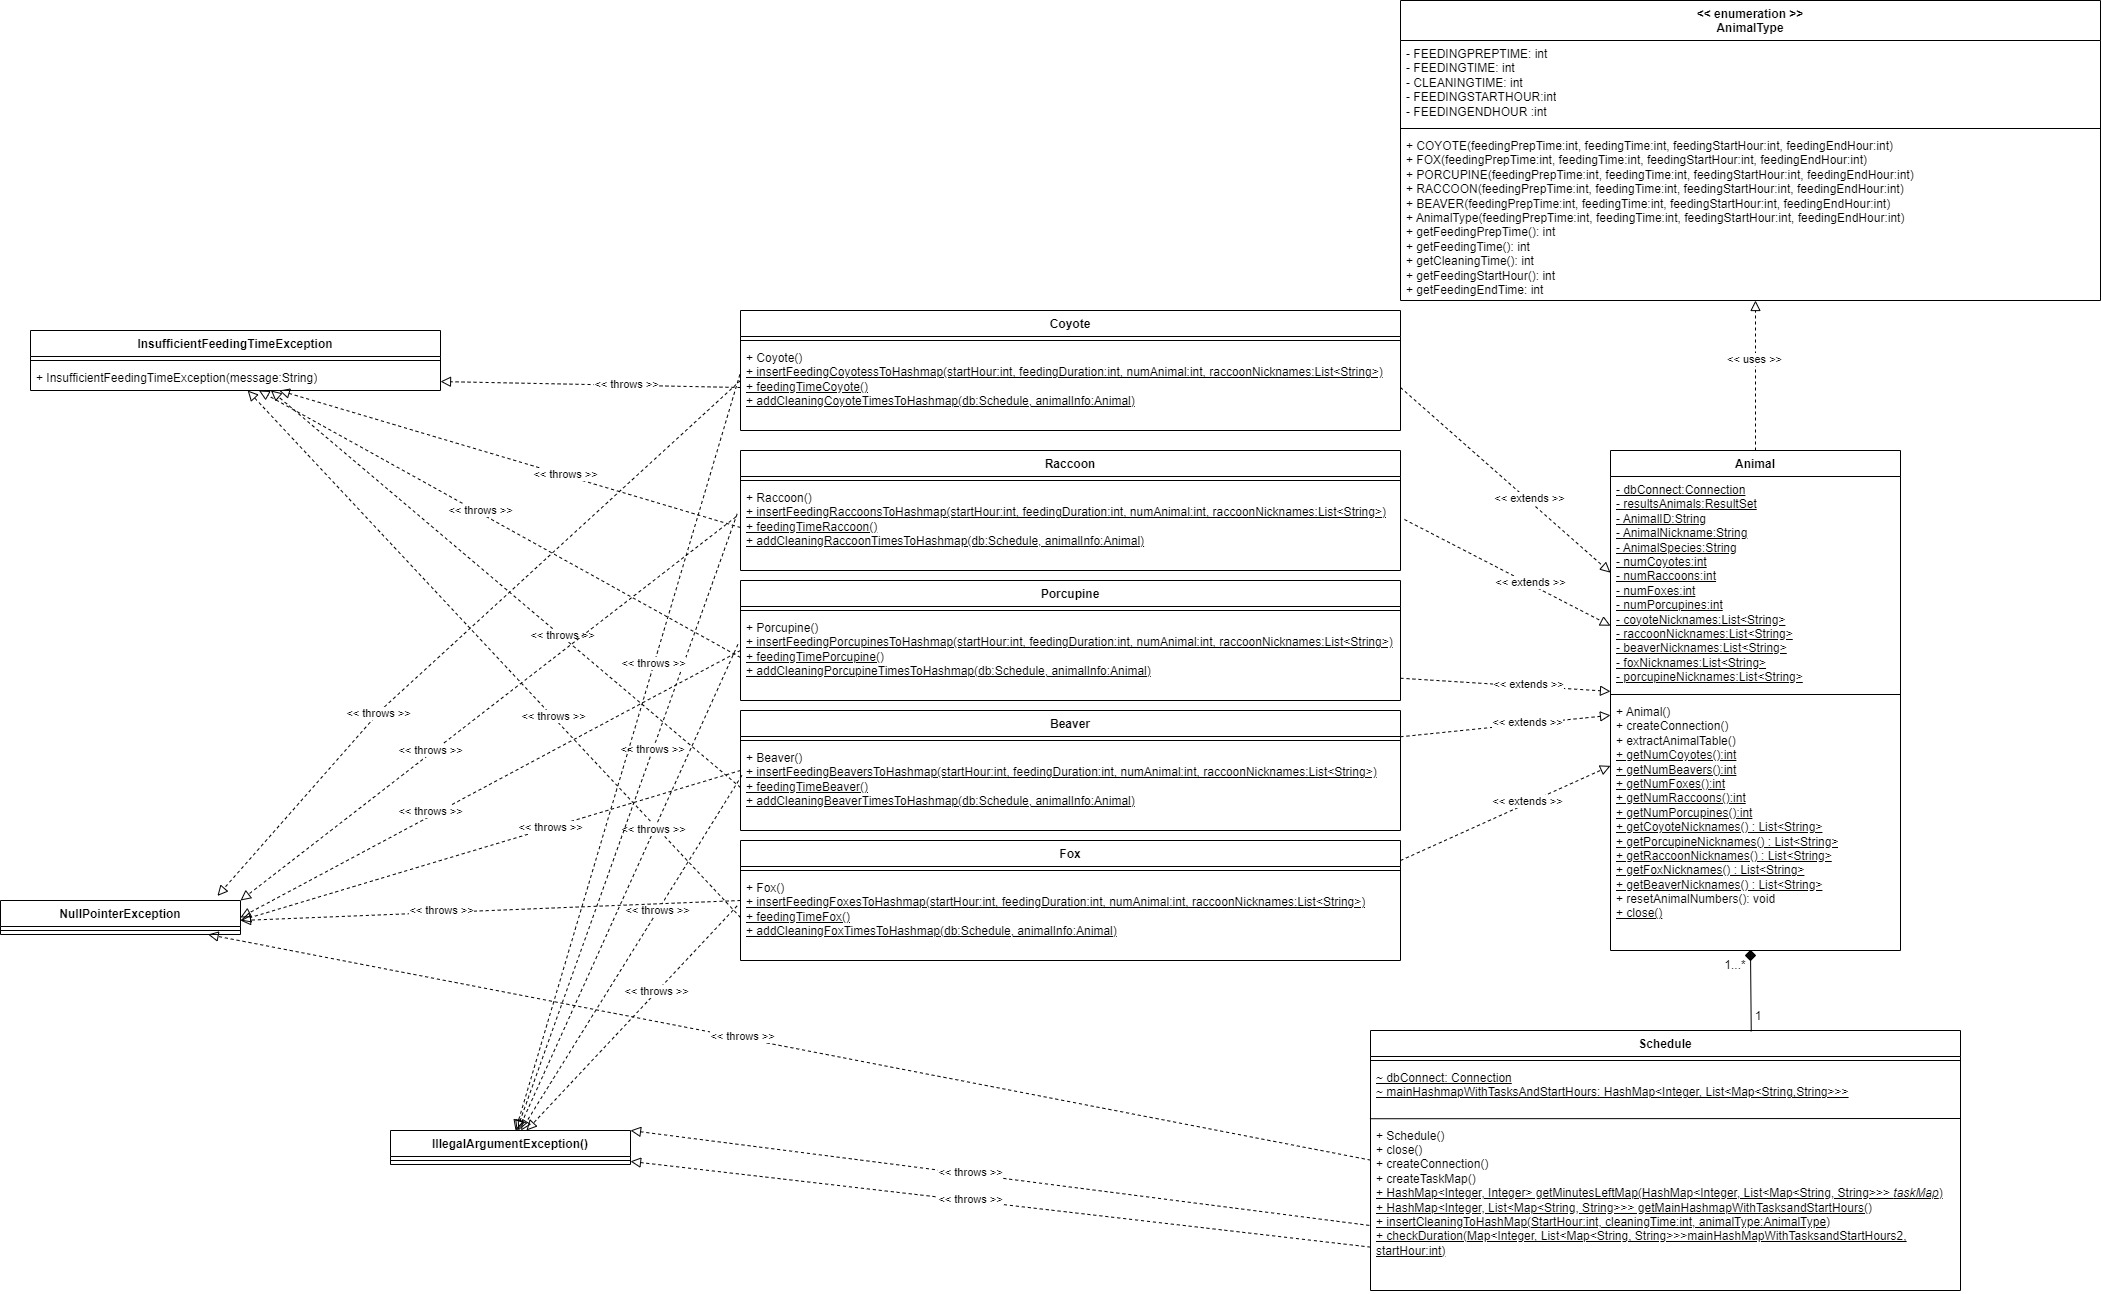 << enumeration >>
AnimalType
- FEEDINGPREPTIME: int
- FEEDINGTIME: int
- CLEANINGTIME: int
- FEEDINGSTARTHOUR:int
- FEEDINGENDHOUR :int
+ COYOTE(feedingPrepTime:int, feedingTime:int, feedingStartHour:int, feedingEndHour:int)
+ FOX(feedingPrepTime:int, feedingTime:int, feedingStartHour:int, feedingEndHour:int)
+ PORCUPINE(feedingPrepTime:int, feedingTime:int, feedingStartHour:int, feedingEndHour:int)
+ RACCOON(feedingPrepTime:int, feedingTime:int, feedingStartHour:int, feedingEndHour:int)
+ BEAVER(feedingPrepTime:int, feedingTime:int, feedingStartHour:int, feedingEndHour:int)
+ AnimalType(feedingPrepTime:int, feedingTime:int, feedingStartHour:int, feedingEndHour:int)
+ getFeedingPrepTime(): int
+ getFeedingTime(): int
+ getCleaningTime(): int
+ getFeedingStartHour(): int
+ getFeedingEndTime: int
<< uses >>
InsufficientFeedingTimeException
+ InsufficientFeedingTimeException(message:String)
<< throws >>
<< throws >>
<< throws >>
<< throws >>
<< throws >>
Coyote
+ Coyote()
+ insertFeedingCoyotessToHashmap(startHour:int, feedingDuration:int, numAnimal:int, raccoonNicknames:List<String>)
+ feedingTimeCoyote()
+ addCleaningCoyoteTimesToHashmap(db:Schedule, animalInfo:Animal)
Raccoon
+ Raccoon()
+ insertFeedingRaccoonsToHashmap(startHour:int, feedingDuration:int, numAnimal:int, raccoonNicknames:List<String>)
+ feedingTimeRaccoon()
+ addCleaningRaccoonTimesToHashmap(db:Schedule, animalInfo:Animal)
Porcupine
+ Porcupine()
+ insertFeedingPorcupinesToHashmap(startHour:int, feedingDuration:int, numAnimal:int, raccoonNicknames:List<String>)
+ feedingTimePorcupine()
+ addCleaningPorcupineTimesToHashmap(db:Schedule, animalInfo:Animal)
Beaver
+ Beaver()
+ insertFeedingBeaversToHashmap(startHour:int, feedingDuration:int, numAnimal:int, raccoonNicknames:List<String>)
+ feedingTimeBeaver()
+ addCleaningBeaverTimesToHashmap(db:Schedule, animalInfo:Animal)
Fox
+ Fox()
+ insertFeedingFoxesToHashmap(startHour:int, feedingDuration:int, numAnimal:int, raccoonNicknames:List<String>)
+ feedingTimeFox()
+ addCleaningFoxTimesToHashmap(db:Schedule, animalInfo:Animal)
<< extends >>
<< extends >>
<< extends >>
<< extends >>
<< extends >>
Animal
- dbConnect:Connection
- resultsAnimals:ResultSet
- AnimalID:String
- AnimalNickname:String
- AnimalSpecies:String
- numCoyotes:int
- numRaccoons:int
- numFoxes:int
- numPorcupines:int
- coyoteNicknames:List<String>
- raccoonNicknames:List<String>
- beaverNicknames:List<String>
- foxNicknames:List<String>
- porcupineNicknames:List<String>
+ Animal()
+ createConnection()
+ extractAnimalTable()
+ getNumCoyotes():int
+ getNumBeavers():int
+ getNumFoxes():int
+ getNumRaccoons():int
+ getNumPorcupines():int
+ getCoyoteNicknames() : List<String>
+ getPorcupineNicknames() : List<String>
+ getRaccoonNicknames() : List<String>
+ getFoxNicknames() : List<String>
+ getBeaverNicknames() : List<String>
+ resetAnimalNumbers(): void
+ close()
1...*
1
<< throws >>
<< throws >>
<< throws >>
<< throws >>
<< throws >>
<< throws >>
<< throws >>
<< throws >>
<< throws >>
<< throws >>
NullPointerException
<< throws >>
IllegalArgumentException()
<< throws >>
<< throws >>
Schedule
~ dbConnect: Connection
~ mainHashmapWithTasksAndStartHours: HashMap<Integer, List<Map<String,String>>>
+ Schedule()
+ close()
+ createConnection()
+ createTaskMap()
+ HashMap<Integer, Integer> getMinutesLeftMap(HashMap<Integer, List<Map<String, String>>> taskMap)
+ HashMap<Integer, List<Map<String, String>>> getMainHashmapWithTasksandStartHours()
+ insertCleaningToHashMap(StartHour:int, cleaningTime:int, animalType:AnimalType)
+ checkDuration(Map<Integer, List<Map<String, String>>>mainHashMapWithTasksandStartHours2,
startHour:int)